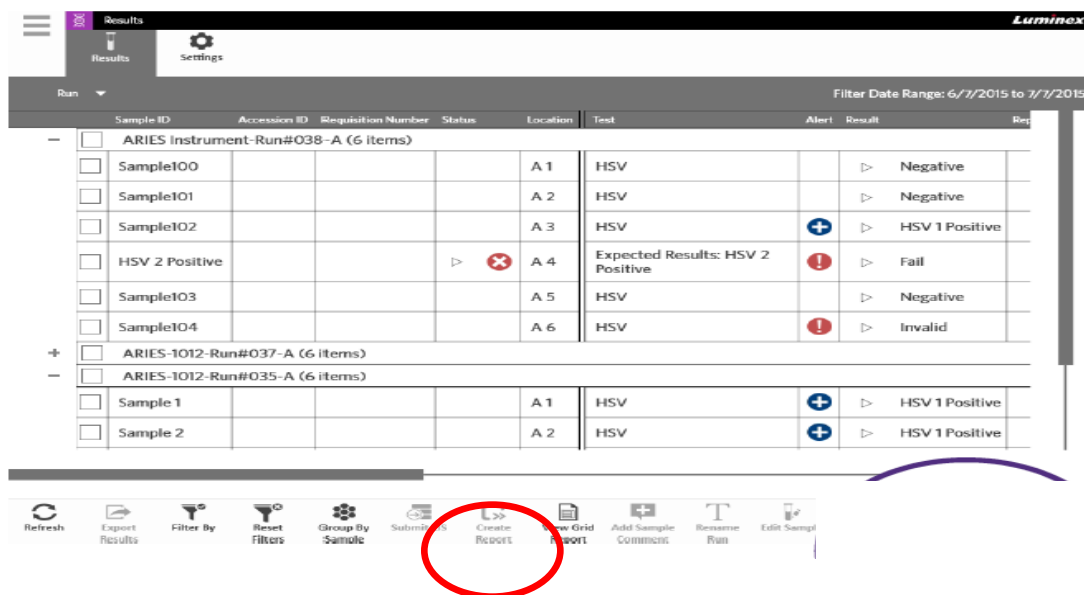 Results Luminex
Results Settings
Run Filter Date Range: 6/7/2015 to 7/7/2015
Sample ID Accession ID Requisition Number Status Location Test Alert Result
ARIES Instrument-Run#038-A (6 items)
Sample100 A 1 HSV Negative
Sample101 A 2 HSV Negative
Sample102 A 3 HSV HSV 1 Positive
HSV 2 Positive A 4 Expected Results: HSV 2
Positive Fail
Sample103 A 5 HSV Negative
Sample104 A 6 HSV Invalid
ARIES-1012-Run#037-A (6 items)
ARIES-1012-Run#035-A (6 items)
Sample 1 A 1 HSV HSV 1 Positive
Sample 2 A 2 HSV HSV 1 Positive
Refresh Export Filter By Reset Group By Create View Grid Add Sample Rename Edit
Results Filters Sample Report Report Comment Run